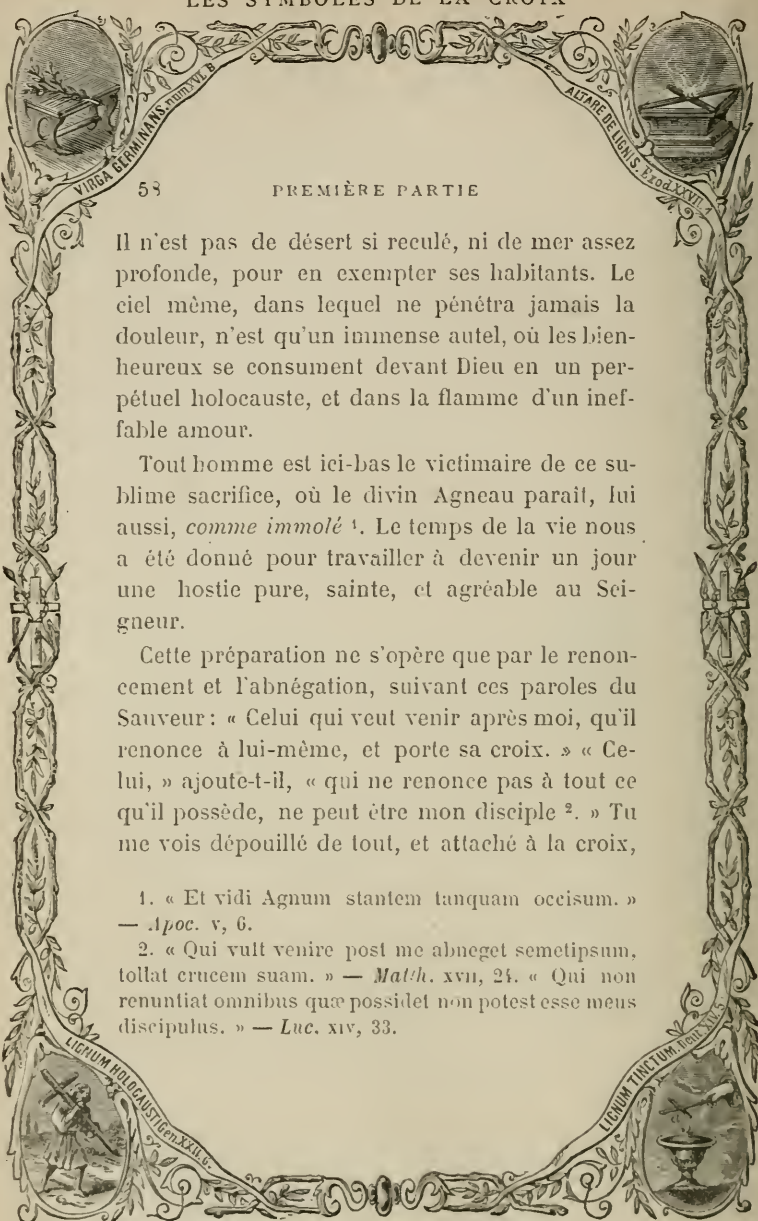 LES SYMBOLES DE LA CROIX
VIRGA GERMINANS. num XVI. 8
ALTARE DE LIGNIS. Exod. XXVII. 1
58 PREMIÈRE PARTIE
Il n'est pas de désert si reculé, ni de mer assez
profonde, pour en exempter ses habitants. Le
ciel même, dans lequel ne pénétra jamais la
douleur, n'est qu'un immense autel, où les bien-
heureux se consument devant Dieu en un per-
pétuel holocauste, et dans la flamme d'un inef-
fable amour.
Tout homme est ici-bas le victimaire de ce su-
blime sacrifice, où le divin Agneau paraît, lui
aussi, comme immolé ¹. Le temps de la vie nous
a été donné pour travailler à devenir un jour
une hostie pure, sainte, et agréable au Sei-
gneur.
Cette préparation ne s'opère que par le renon-
cement et l'abnégation, suivant ces paroles du
Sauveur : « Celui qui veut venir après moi, qu'il
renonce à lui-même, et porte sa croix. » « Ce-
lui, » ajoute-t-il, « qui ne renonce pas à tout ce
qu'il possède, ne peut être mon disciple ². » Tu
me vois dépouillé de tout, et attaché à la croix,
1. « Et vidi Agnum stantem tanquam occisum. »
— Apoc. v, 6.
2. « Qui vult venire post me abneget semetipsum,
tollat crucem suam. » — Matth. xvii, 24. « Qui non
renuntiat omnibus quæ possidet non potest esse meus
discipulus. » — Luc. xiv, 33.
LIGNUM HOLOCAUSTI Gen. XXII. 6.
LIGNUM TINCTUM.